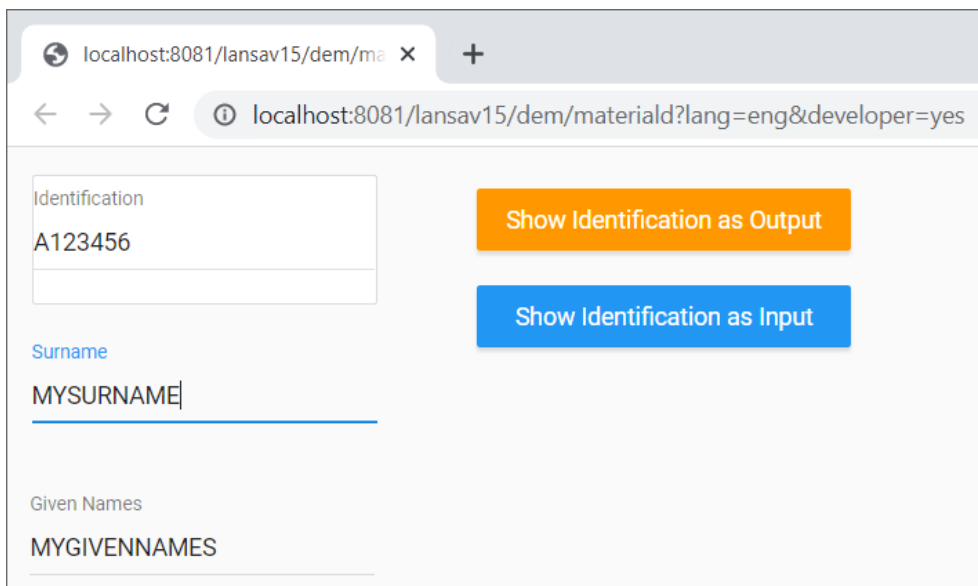 localhost:8081/lansav15/dem/ma
localhost:8081/lansav15/dem/materiald?lang=eng&developer=yes
Identification
A123456
Show Identification as Output
Show Identification as Input
Surname
MYSURNAME
Given Names
MYGIVENNAMES